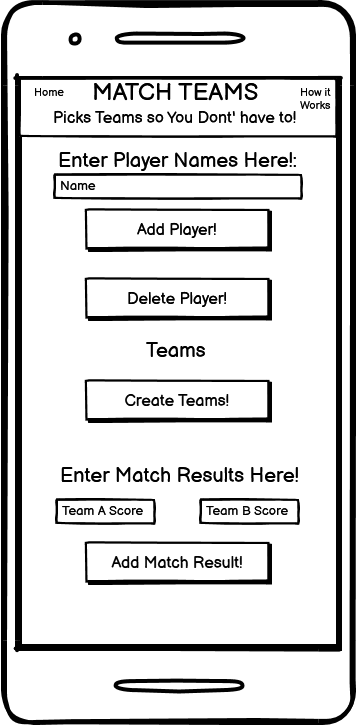 Home
MATCH TEAMS
How it
Works
Picks Teams so You Dont' have to!
Enter Player Names Here!:
Name
Add Player!
Delete Player!
Teams
Create Teams!
Enter Match Results Here!
Team A Score
Team B Score
Add Match Result!